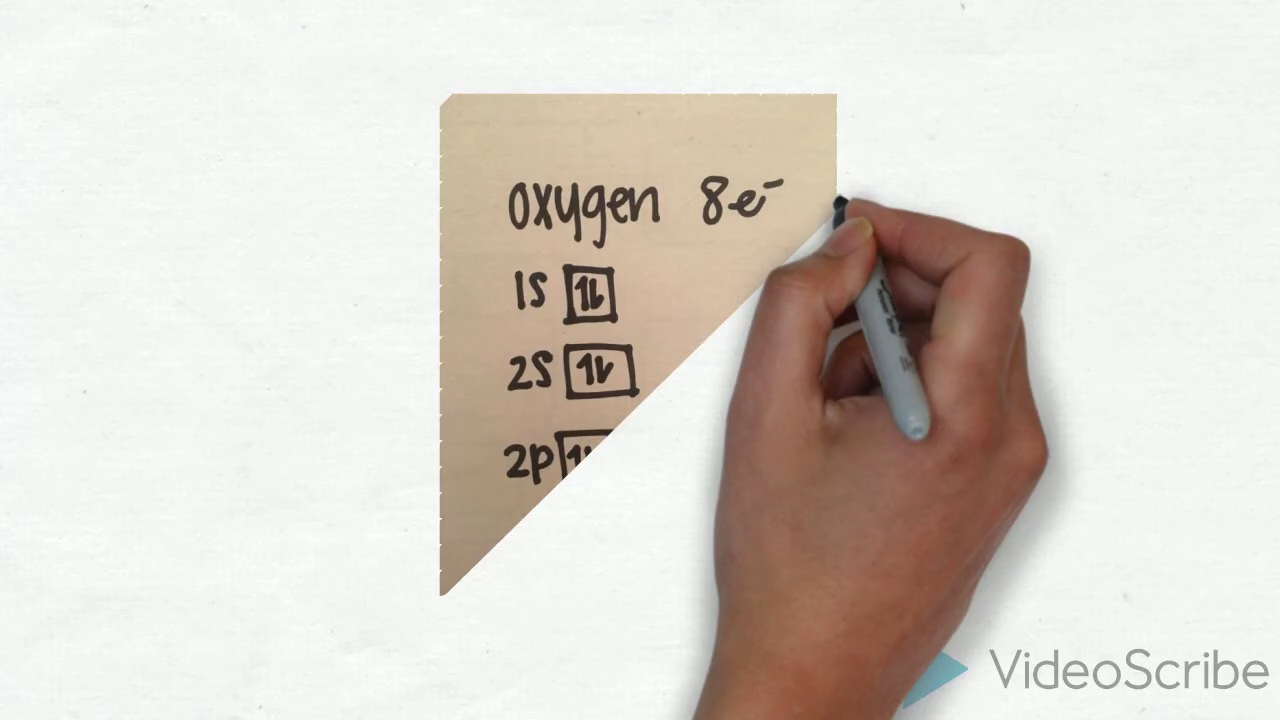 oxygen 8e⁻
1s ⥮
2s ⥮
2p
VideoScribe